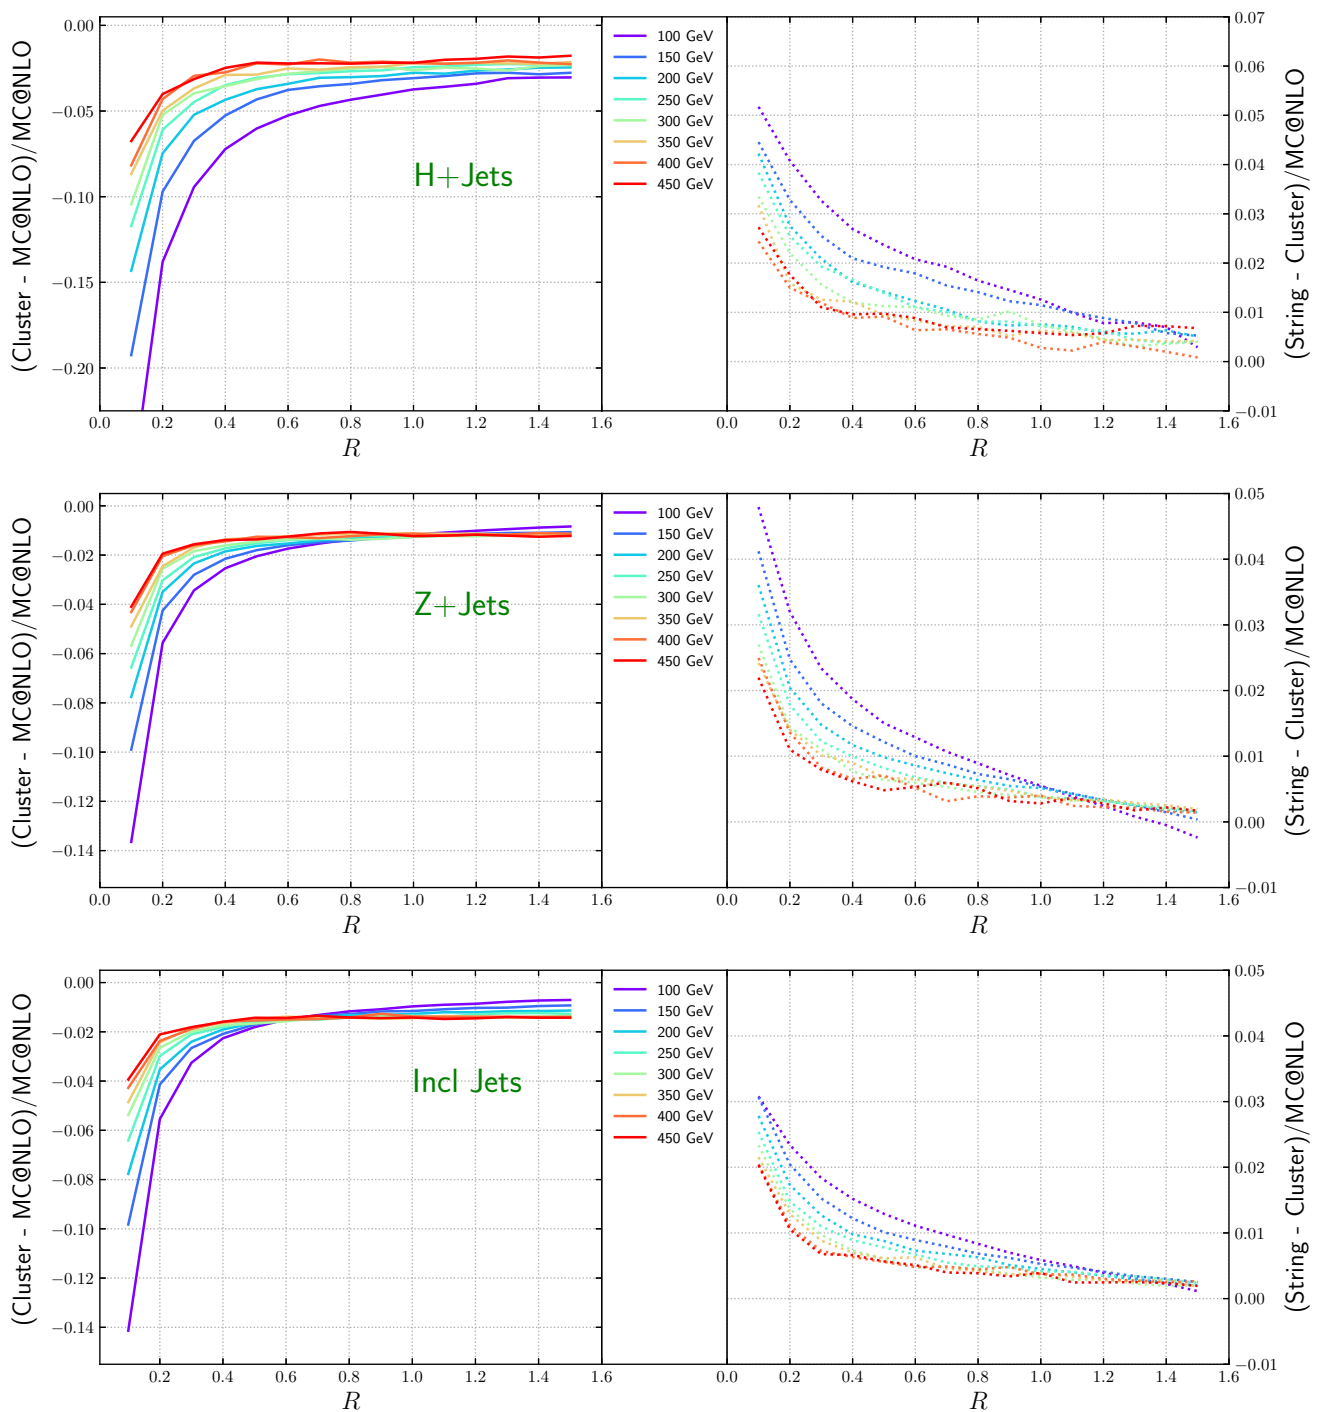 (Cluster - MC@NLO)/MC@NLO
0.00
−0.05
−0.10
−0.15
−0.20
0.0 0.2 0.4 0.6 0.8 1.0 1.2 1.4 1.6
R
H+Jets
100 GeV
150 GeV
200 GeV
250 GeV
300 GeV
350 GeV
400 GeV
450 GeV
0.07
0.06
0.05
0.04
0.03
0.02
0.01
0.00
−0.01
0.0 0.2 0.4 0.6 0.8 1.0 1.2 1.4 1.6
R
(String - Cluster)/MC@NLO
(Cluster - MC@NLO)/MC@NLO
0.00
−0.02
−0.04
−0.06
−0.08
−0.10
−0.12
−0.14
0.0 0.2 0.4 0.6 0.8 1.0 1.2 1.4 1.6
R
Z+Jets
100 GeV
150 GeV
200 GeV
250 GeV
300 GeV
350 GeV
400 GeV
450 GeV
0.05
0.04
0.03
0.02
0.01
0.00
−0.01
0.0 0.2 0.4 0.6 0.8 1.0 1.2 1.4 1.6
R
(String - Cluster)/MC@NLO
(Cluster - MC@NLO)/MC@NLO
0.00
−0.02
−0.04
−0.06
−0.08
−0.10
−0.12
−0.14
0.2 0.4 0.6 0.8 1.0 1.2 1.4 1.6
R
Incl Jets
100 GeV
150 GeV
200 GeV
250 GeV
300 GeV
350 GeV
400 GeV
450 GeV
0.05
0.04
0.03
0.02
0.01
0.00
−0.01
0.0 0.2 0.4 0.6 0.8 1.0 1.2 1.4 1.6
R
(String - Cluster)/MC@NLO